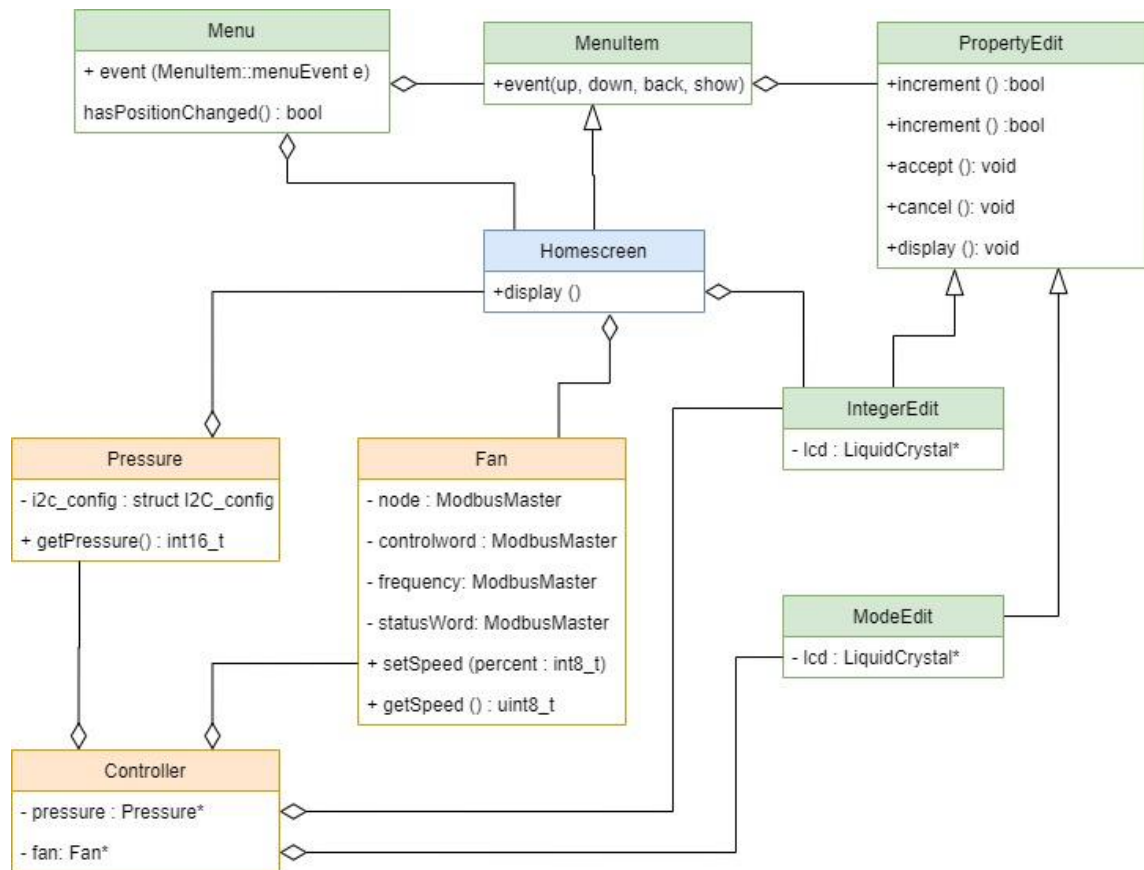 Menu
+ event (MenuItem::menuEvent e)
hasPositionChanged() : bool
MenuItem
+event(up, down, back, show)
PropertyEdit
+increment () :bool
+increment () :bool
+accept (): void
+cancel (): void
+display (): void
Homescreen
+display ()
IntegerEdit
- lcd : LiquidCrystal*
Pressure
- i2c_config : struct I2C_config
+ getPressure() : int16_t
Fan
- node : ModbusMaster
- controlword : ModbusMaster
- frequency: ModbusMaster
- statusWord: ModbusMaster
+ setSpeed (percent : int8_t)
+ getSpeed () : uint8_t
ModeEdit
- lcd : LiquidCrystal*
Controller
- pressure : Pressure*
- fan: Fan*